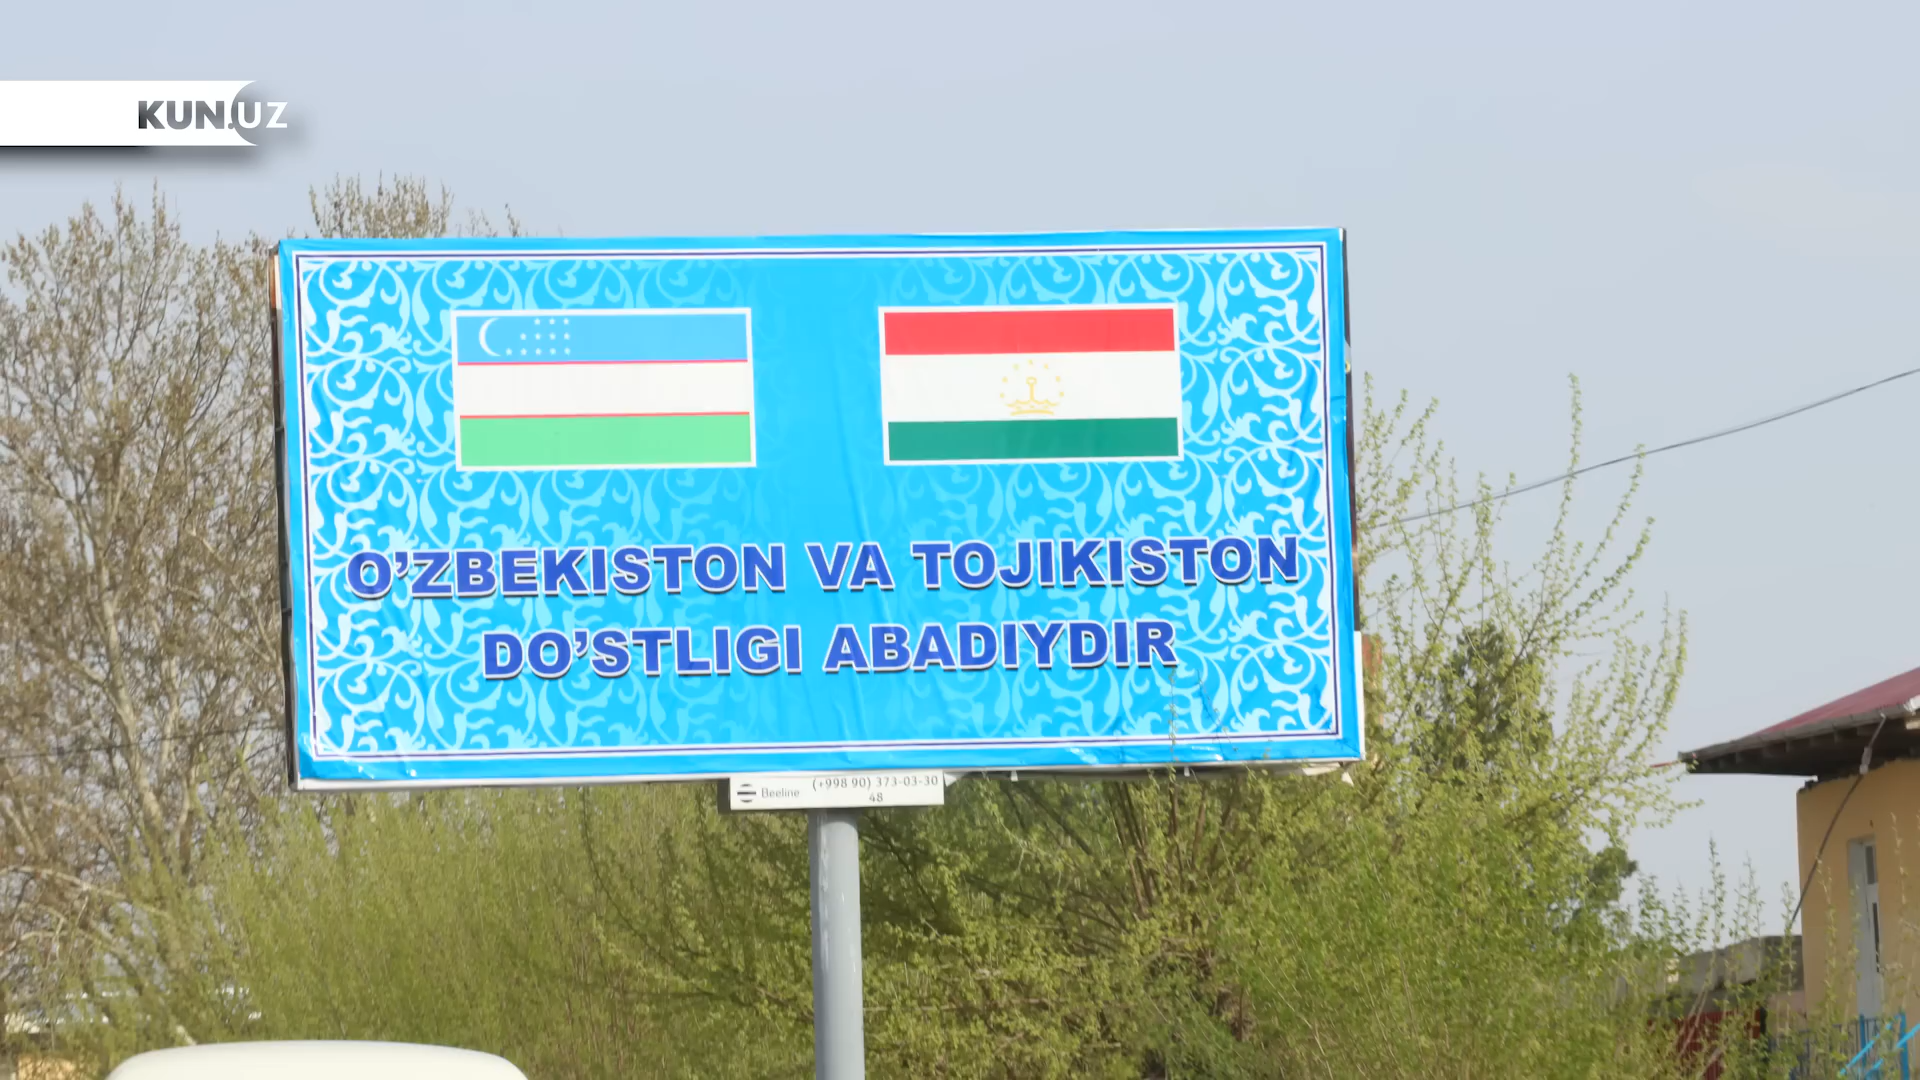 KUN.UZ
O'ZBEKISTON VA TOJIKISTON
DO'STLIGI ABADIYDIR
Beeline (+998 90) 373-03-30
48